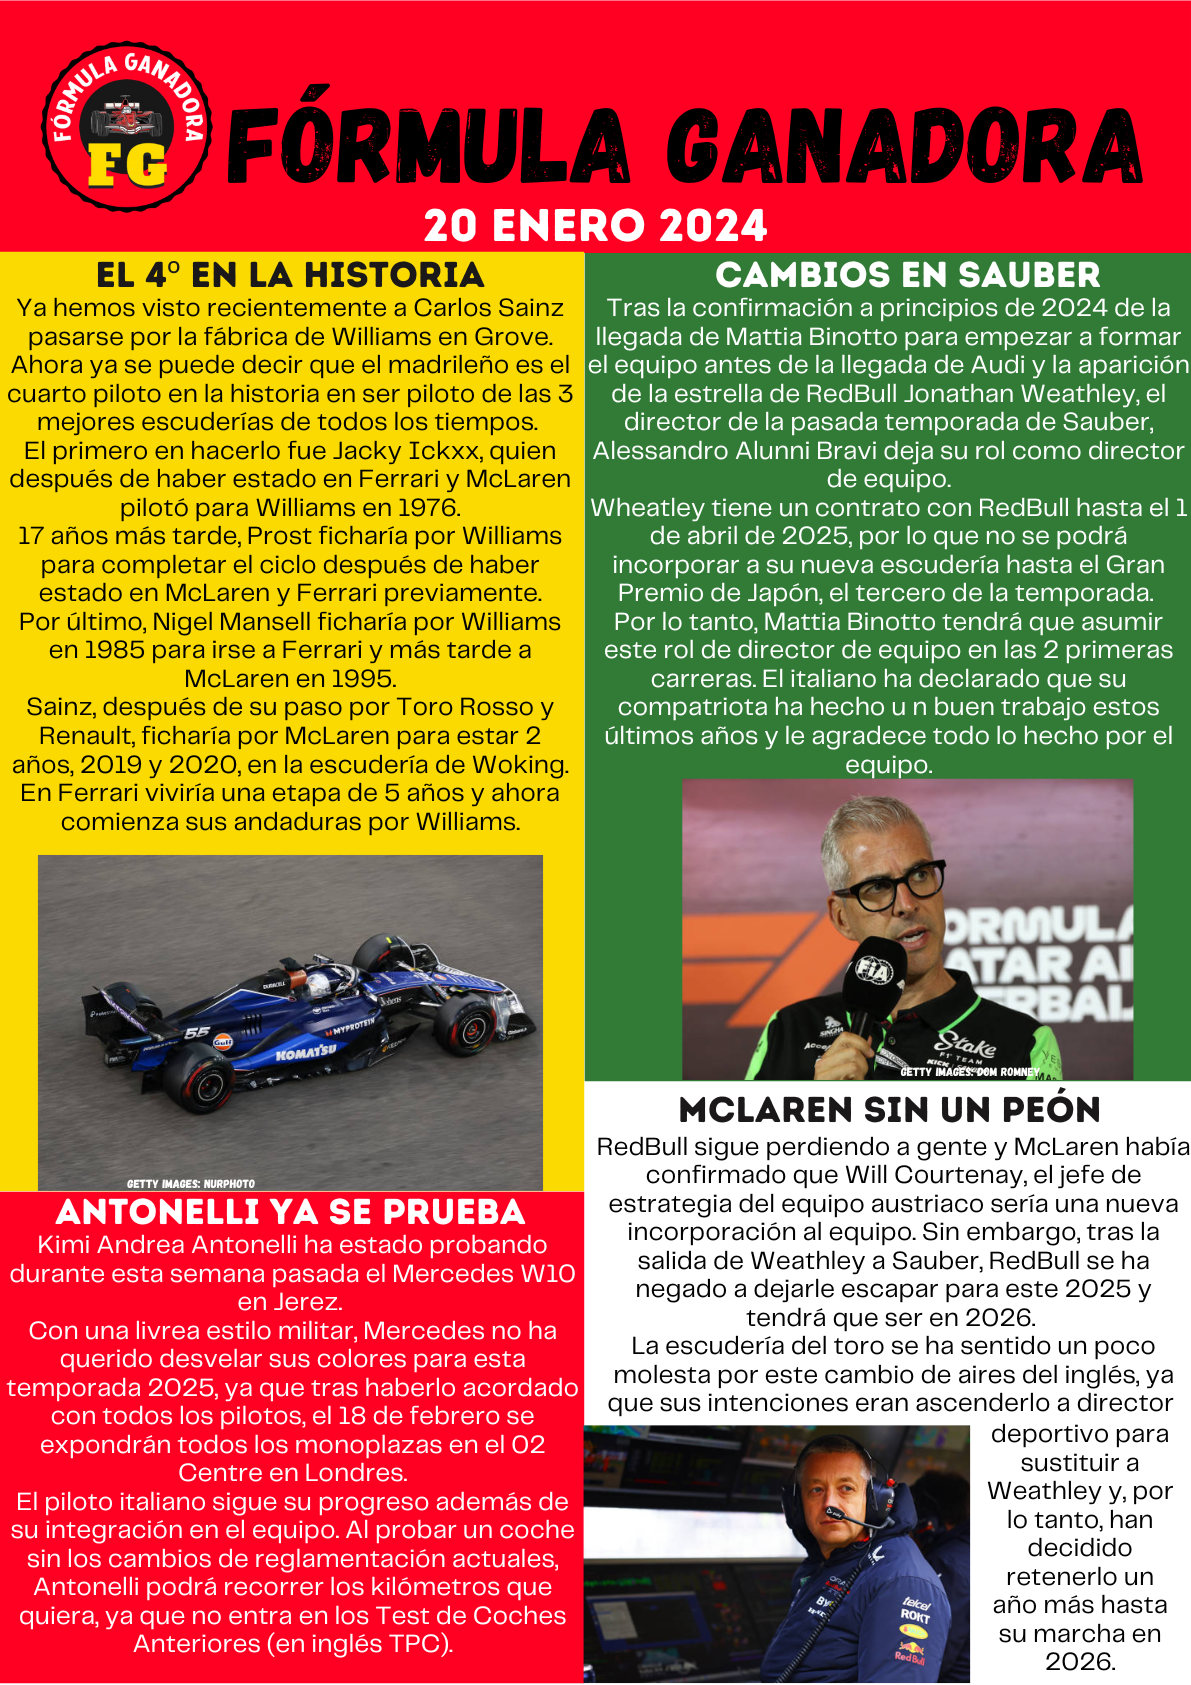 FÓRMULA GANADORA
FG
FÓRMULA GANADORA
20 ENERO 2024
EL 4º EN LA HISTORIA
Ya hemos visto recientemente a Carlos Sainz
pasarse por la fábrica de Williams en Grove.
Ahora ya se puede decir que el madrileño es el
cuarto piloto en la historia en ser piloto de las 3
mejores escuderías de todos los tiempos.
El primero en hacerlo fue Jacky Ickxx, quien
después de haber estado en Ferrari y McLaren
pilotó para Williams en 1976.
17 años más tarde, Prost ficharía por Williams
para completar el ciclo después de haber
estado en McLaren y Ferrari previamente.
Por último, Nigel Mansell ficharía por Williams
en 1985 para irse a Ferrari y más tarde a
McLaren en 1995.
Sainz, después de su paso por Toro Rosso y
Renault, ficharía por McLaren para estar 2
años, 2019 y 2020, en la escudería de Woking.
En Ferrari viviría una etapa de 5 años y ahora
comienza sus andaduras por Williams.
DURACELL
55
Gulf
KOMATSU
MYPROTEIN
GETTY IMAGES: NURPHOTO
ANTONELLI YA SE PRUEBA
Kimi Andrea Antonelli ha estado probando
durante esta semana pasada el Mercedes W10
en Jerez.
Con una livrea estilo militar, Mercedes no ha
querido desvelar sus colores para esta
temporada 2025, ya que tras haberlo acordado
con todos los pilotos, el 18 de febrero se
expondrán todos los monoplazas en el O2
Centre en Londres.
El piloto italiano sigue su progreso además de
su integración en el equipo. Al probar un coche
sin los cambios de reglamentación actuales,
Antonelli podrá recorrer los kilómetros que
quiera, ya que no entra en los Test de Coches
Anteriores (en inglés TPC).
CAMBIOS EN SAUBER
Tras la confirmación a principios de 2024 de la
llegada de Mattia Binotto para empezar a formar
el equipo antes de la llegada de Audi y la aparición
de la estrella de RedBull Jonathan Weathley, el
director de la pasada temporada de Sauber,
Alessandro Alunni Bravi deja su rol como director
de equipo.
Wheatley tiene un contrato con RedBull hasta el 1
de abril de 2025, por lo que no se podrá
incorporar a su nueva escudería hasta el Gran
Premio de Japón, el tercero de la temporada.
Por lo tanto, Mattia Binotto tendrá que asumir
este rol de director de equipo en las 2 primeras
carreras. El italiano ha declarado que su
compatriota ha hecho u n buen trabajo estos
últimos años y le agradece todo lo hecho por el
equipo.
ORMULA
ATAR AI
ERBAI
FIA
SINGHA
Stake
F1 TEAM
KICK
GETTY IMAGES: DOM ROMNEY
MCLAREN SIN UN PEÓN
RedBull sigue perdiendo a gente y McLaren había
confirmado que Will Courtenay, el jefe de
estrategia del equipo austriaco sería una nueva
incorporación al equipo. Sin embargo, tras la
salida de Weathley a Sauber, RedBull se ha
negado a dejarle escapar para este 2025 y
tendrá que ser en 2026.
La escudería del toro se ha sentido un poco
molesta por este cambio de aires del inglés, ya
que sus intenciones eran ascenderlo a director
deportivo para
sustituir a
Weathley y, por
lo tanto, han
decidido
retenerlo un
año más hasta
su marcha en
2026.
telcel
ROKT
Red Bull